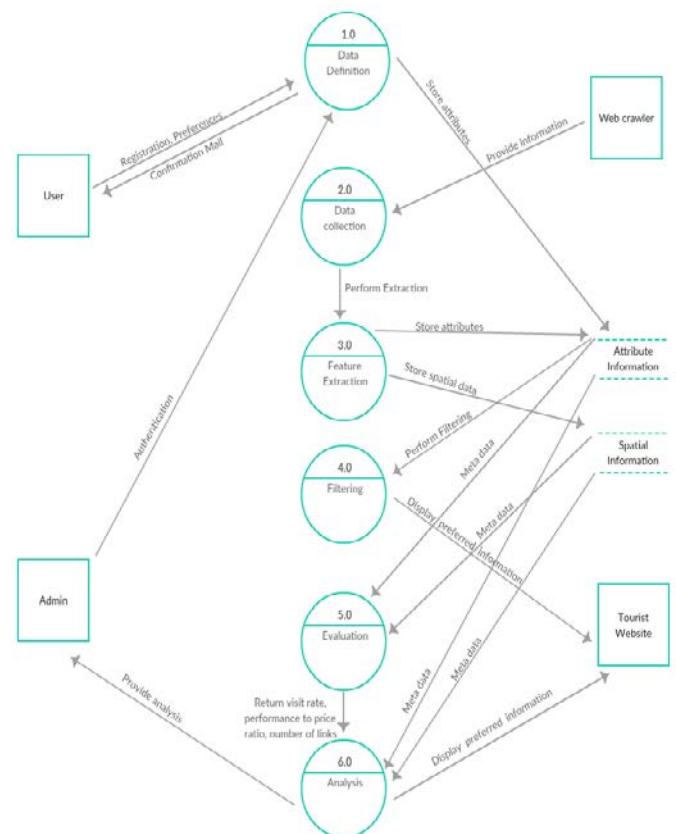 1.0
Data
Definition
Store attributes
Web crawler
Provide information
Registration, Preferences
Confirmation Mail
User
2.0
Data
collection
Perform Extraction
3.0
Feature
Extraction
Store attributes
Attribute
Information
Store spatial data
Perform Filtering
Spatial
Information
Meta data
Authentication
4.0
Filtering
Display preferred information
Meta data
Admin
5.0
Evaluation
Tourist
Website
Return visit rate,
performance to price
ratio, number of links
Meta data
Meta data
Provide analysis
6.0
Analysis
Display preferred information